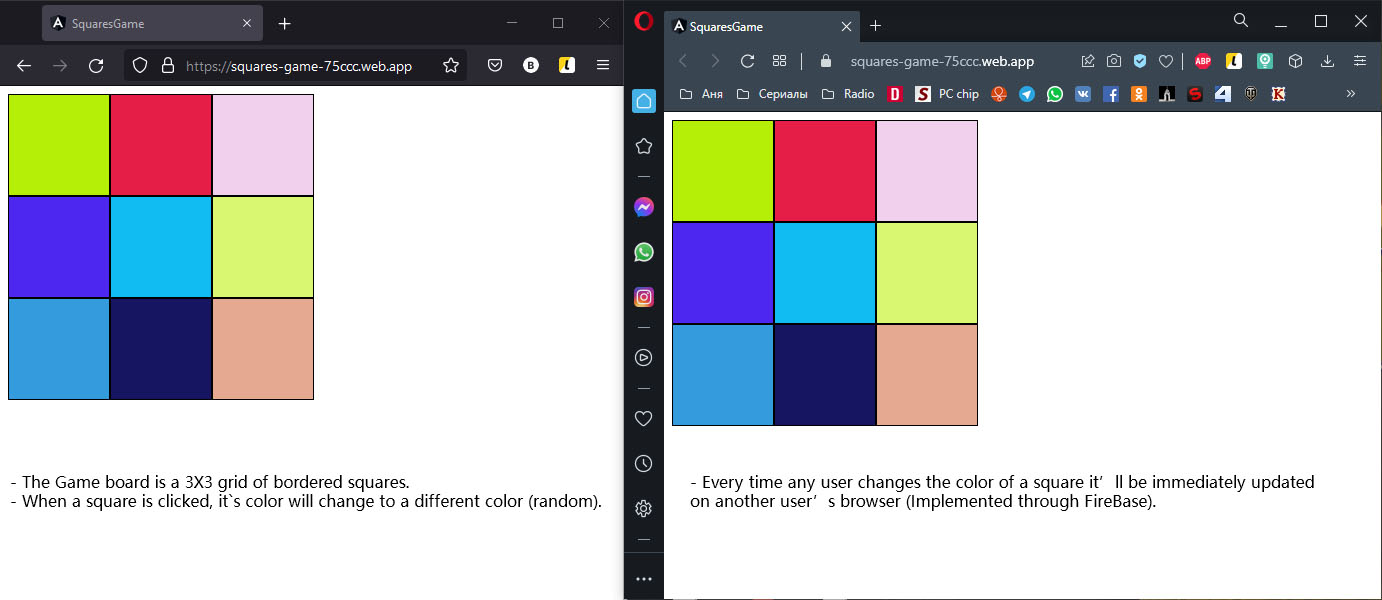 SquaresGame
https://squares-game-75ccc.web.app
- The Game board is a 3X3 grid of bordered squares.
- When a square is clicked, it`s color will change to a different color (random).
SquaresGame
squares-game-75ccc.web.app
ABP
Аня Сериалы Radio D S PC chip
- Every time any user changes the color of a square it’ ll be immediately updated
on another user’ s browser (Implemented through FireBase).